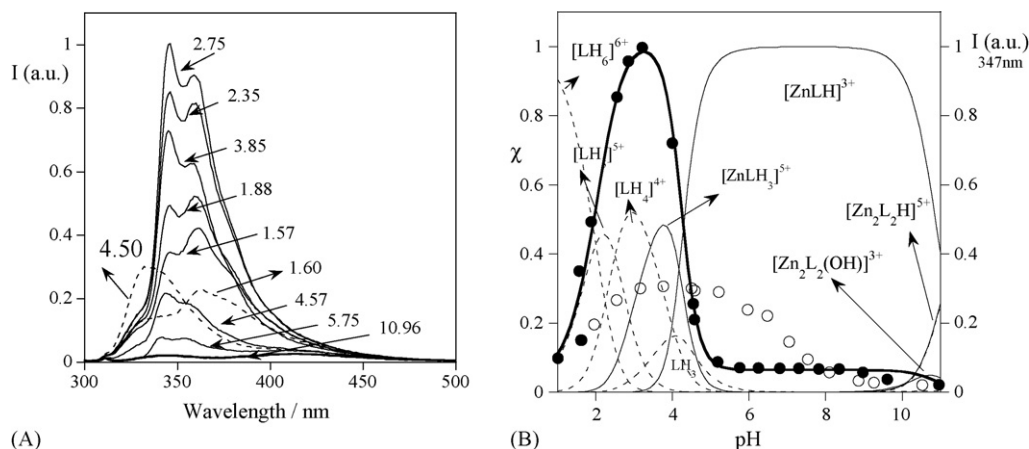 I (a.u.)
1
0.8
0.6
0.4
0.2
0
300
350
400
450
500
Wavelength / nm
2.75
2.35
3.85
1.88
1.57
4.50
1.60
4.57
5.75
10.96
(A)
χ
1
0.8
0.6
0.4
0.2
0
2
4
6
8
10
pH
I (a.u.)
347nm
1
0.8
0.6
0.4
0.2
0
[LH6]6+
[LH]5+
[LH4]4+
[ZnLH3]5+
LH3
[ZnLH]3+
[Zn2L2H]5+
[Zn2L2(OH)]3+
(B)